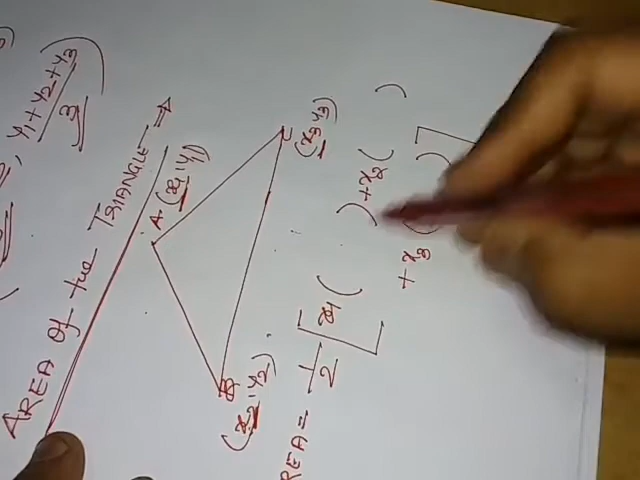 y1+y2+y3
3
AREA Of the TRIANGLE →
A (x1, y1)
B
(x2, y2).
C
(x3 y3)
REA = 1/2 [x1( ) +x2( )
+x3( ) ]